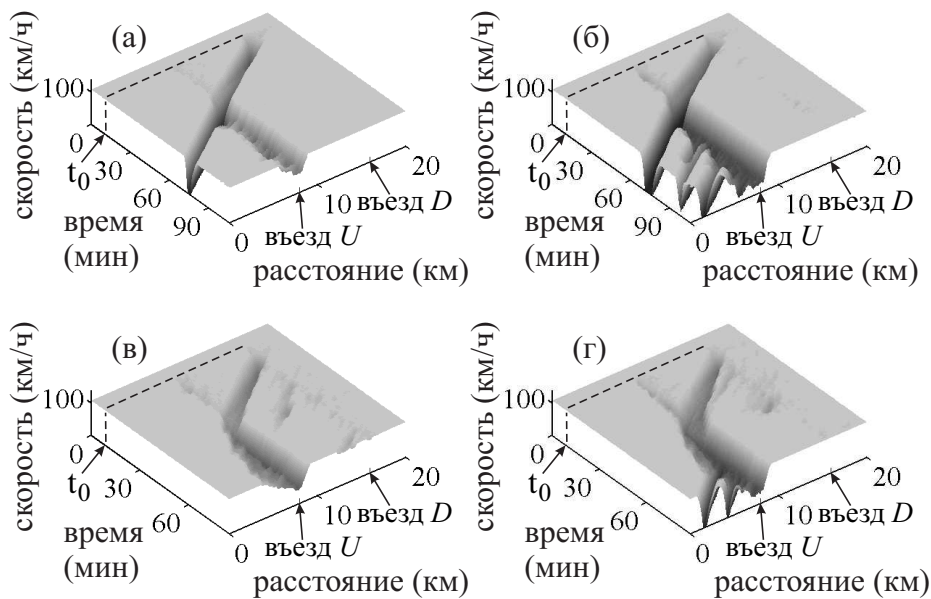 (а)
скорость (км/ч)
100
0
t0
30
60
90
время
(мин)
0
въезд U
10
въезд D
20
расстояние (км)
(б)
скорость (км/ч)
100
0
t0
30
60
90
время
(мин)
0
въезд U
10
въезд D
20
расстояние (км)
(в)
скорость (км/ч)
100
0
t0
30
60
время
(мин)
0
въезд U
10
въезд D
20
расстояние (км)
(г)
скорость (км/ч)
100
0
t0
30
60
время
(мин)
0
въезд U
10
въезд D
20
расстояние (км)